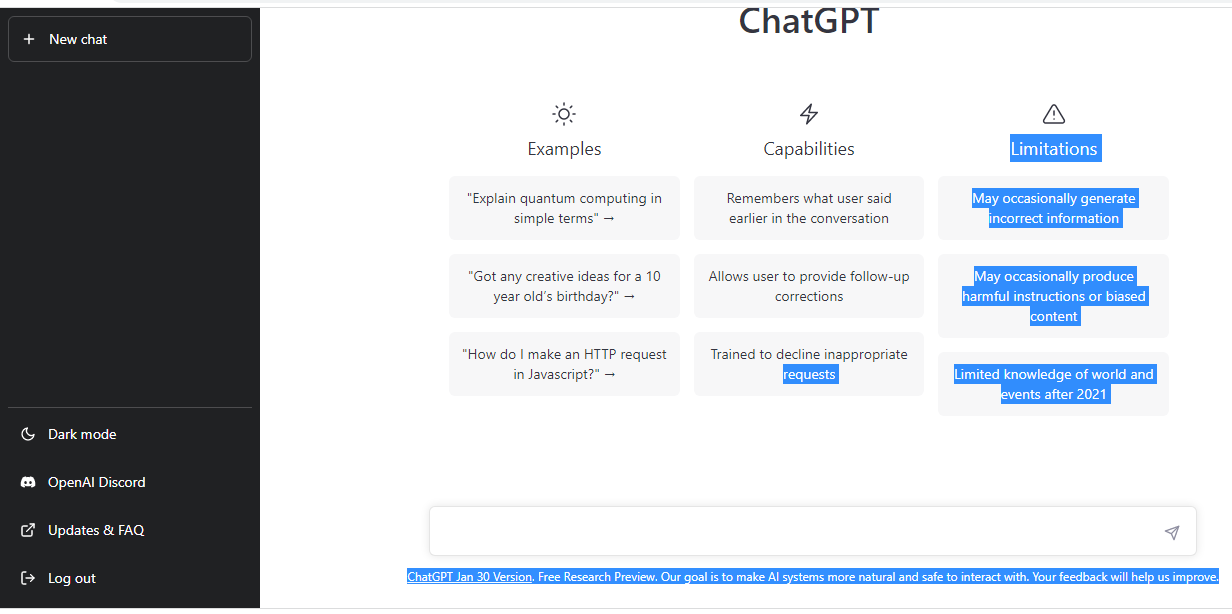 New chat
Dark mode
OpenAI Discord
Updates & FAQ
Log out
ChatGPT
Examples
"Explain quantum computing in
simple terms" →
"Got any creative ideas for a 10
year old’s birthday?" →
"How do I make an HTTP request
in Javascript?" →
Capabilities
Remembers what user said
earlier in the conversation
Allows user to provide follow-up
corrections
Trained to decline inappropriate
requests
Limitations
May occasionally generate
incorrect information
May occasionally produce
harmful instructions or biased
content
Limited knowledge of world and
events after 2021
ChatGPT Jan 30 Version. Free Research Preview. Our goal is to make AI systems more natural and safe to interact with. Your feedback will help us improve.